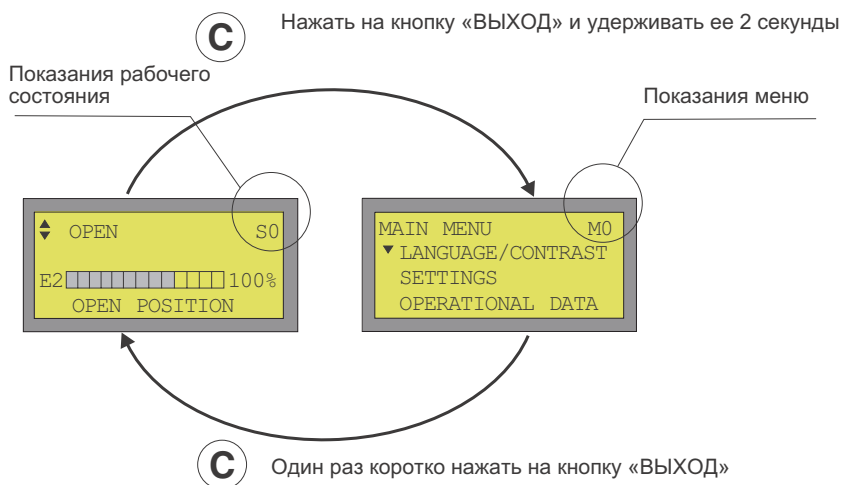 C
Нажать на кнопку «ВЫХОД» и удерживать ее 2 секунды
Показания рабочего
состояния
Показания меню
OPEN S0
E2 100%
OPEN POSITION
MAIN MENU M0
LANGUAGE/CONTRAST
SETTINGS
OPERATIONAL DATA
C
Один раз коротко нажать на кнопку «ВЫХОД»